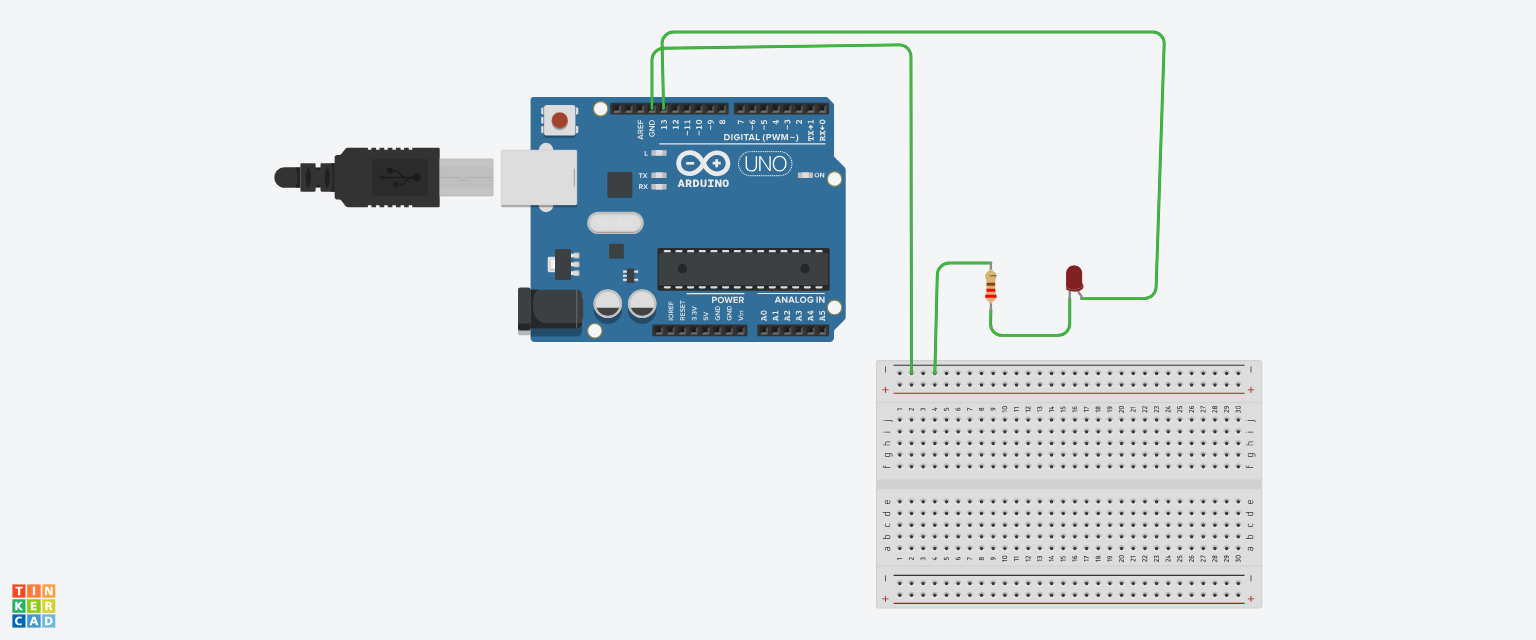 AREF
GND
13
12
~11
~10
~9
8
7
~6
~5
4
~3
2
TX→1
RX←0
DIGITAL (PWM~)
L
TX
RX
ARDUINO
UNO
ON
POWER
ANALOG IN
IOREF
RESET
3.3V
5V
GND
GND
Vin
A0
A1
A2
A3
A4
A5
− −
+ +
1 2 3 4 5 6 7 8 9 10 11 12 13 14 15 16 17 18 19 20 21 22 23 24 25 26 27 28 29 30
j j
i i
h h
g g
f f
e e
d d
c c
b b
a a
1 2 3 4 5 6 7 8 9 10 11 12 13 14 15 16 17 18 19 20 21 22 23 24 25 26 27 28 29 30
− −
+ +
TIN
KER
CAD